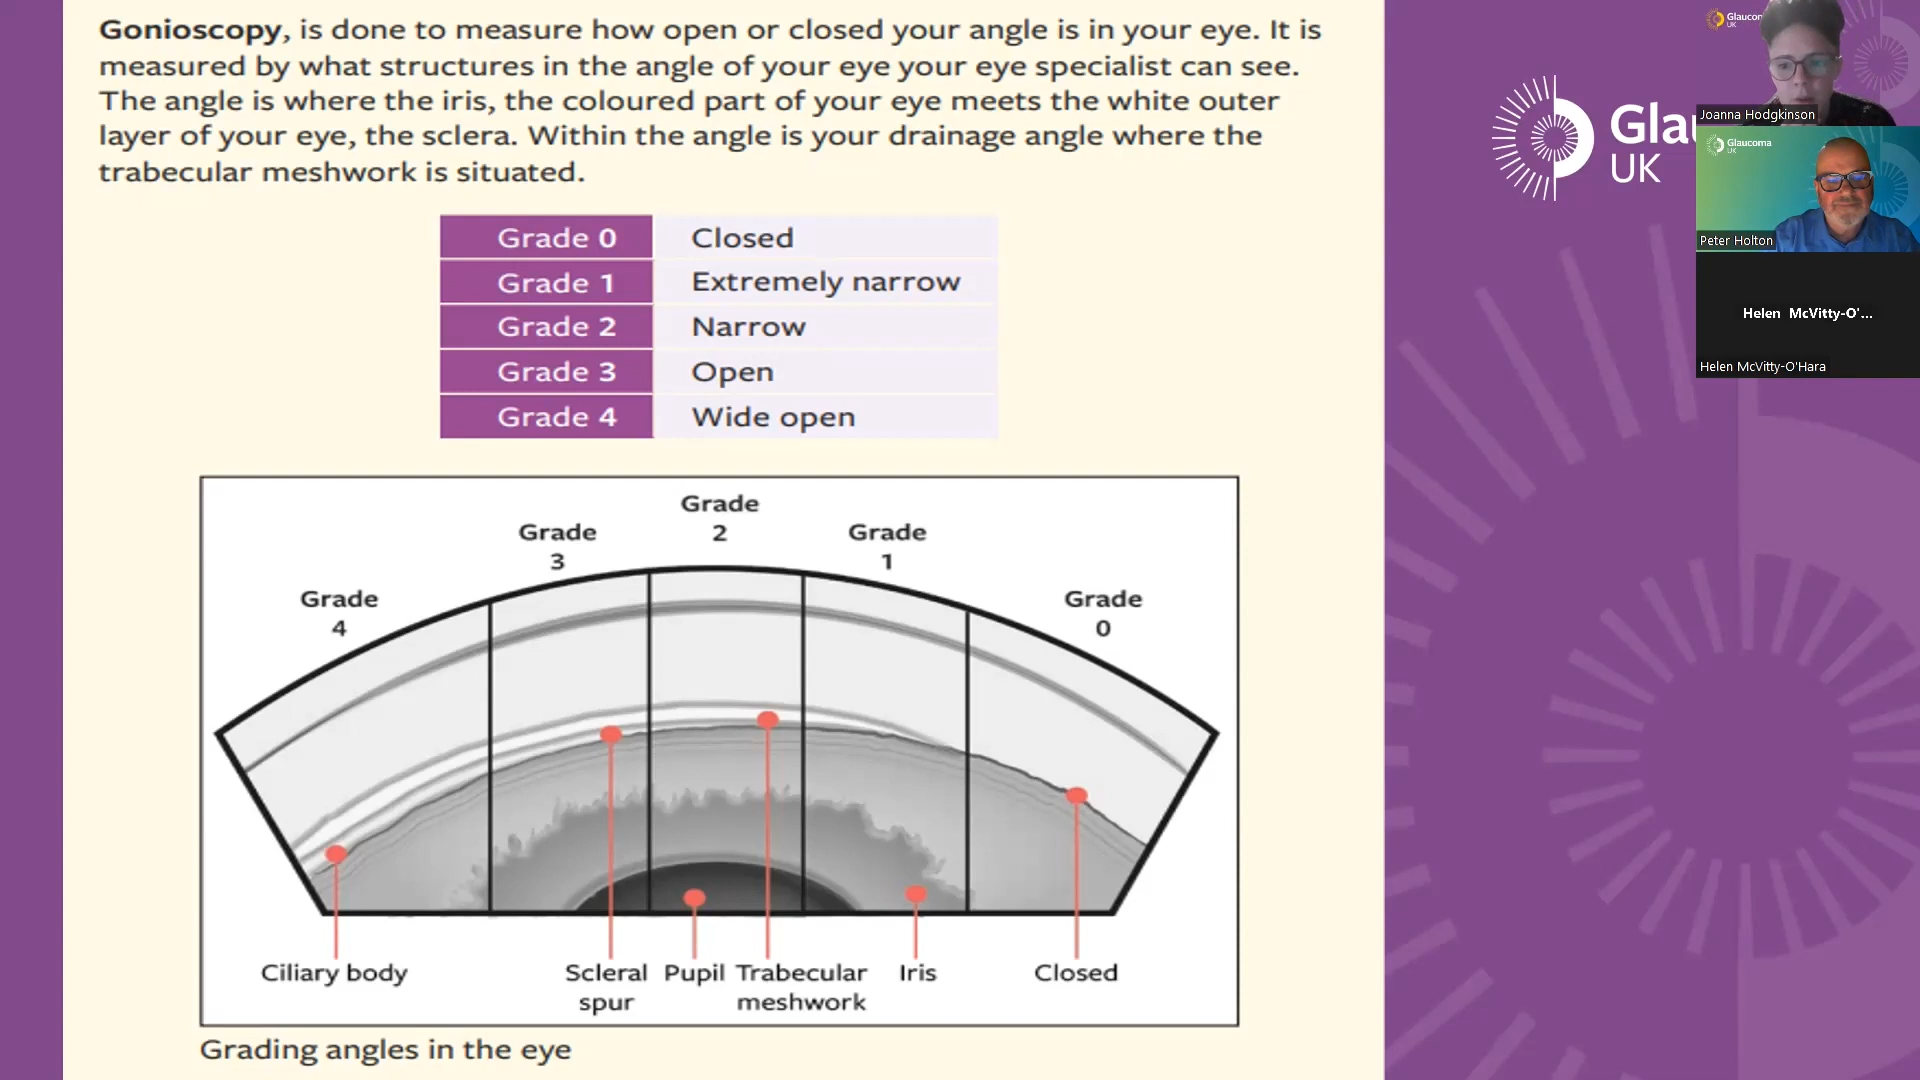 Gonioscopy, is done to measure how open or closed your angle is in your eye. It is
measured by what structures in the angle of your eye your eye specialist can see.
The angle is where the iris, the coloured part of your eye meets the white outer
layer of your eye, the sclera. Within the angle is your drainage angle where the
trabecular meshwork is situated.
Grade 0 Closed
Grade 1 Extremely narrow
Grade 2 Narrow
Grade 3 Open
Grade 4 Wide open
Grade
2
Grade
3
Grade
1
Grade
4
Grade
0
Ciliary body
Scleral
spur
Pupil
Trabecular
meshwork
Iris
Closed
Grading angles in the eye
UK
Joanna Hodgkinson
Glaucoma
UK
Peter Holton
Helen McVitty-O'...
Helen McVitty-O'Hara